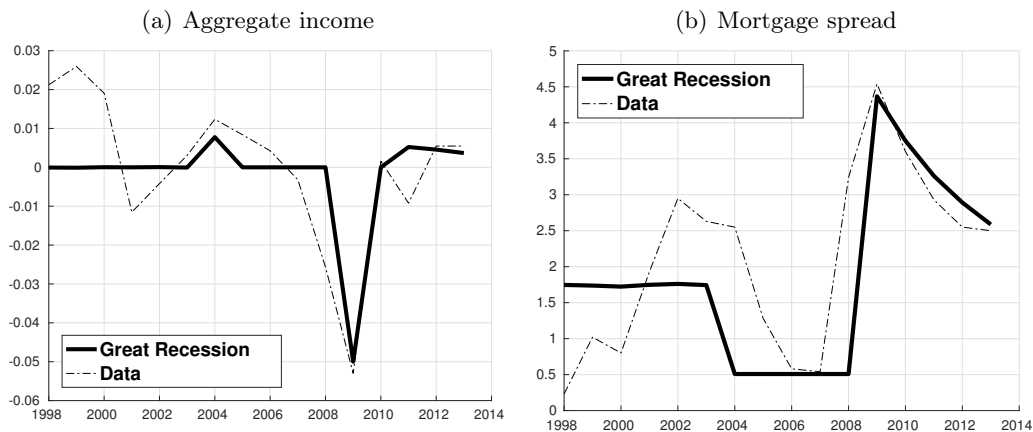 (a) Aggregate income
0.03
0.02
0.01
0
-0.01
-0.02
-0.03
-0.04
-0.05
-0.06
Great Recession
Data
1998 2000 2002 2004 2006 2008 2010 2012 2014
(b) Mortgage spread
5
4.5
4
3.5
3
2.5
2
1.5
1
0.5
0
Great Recession
Data
1998 2000 2002 2004 2006 2008 2010 2012 2014